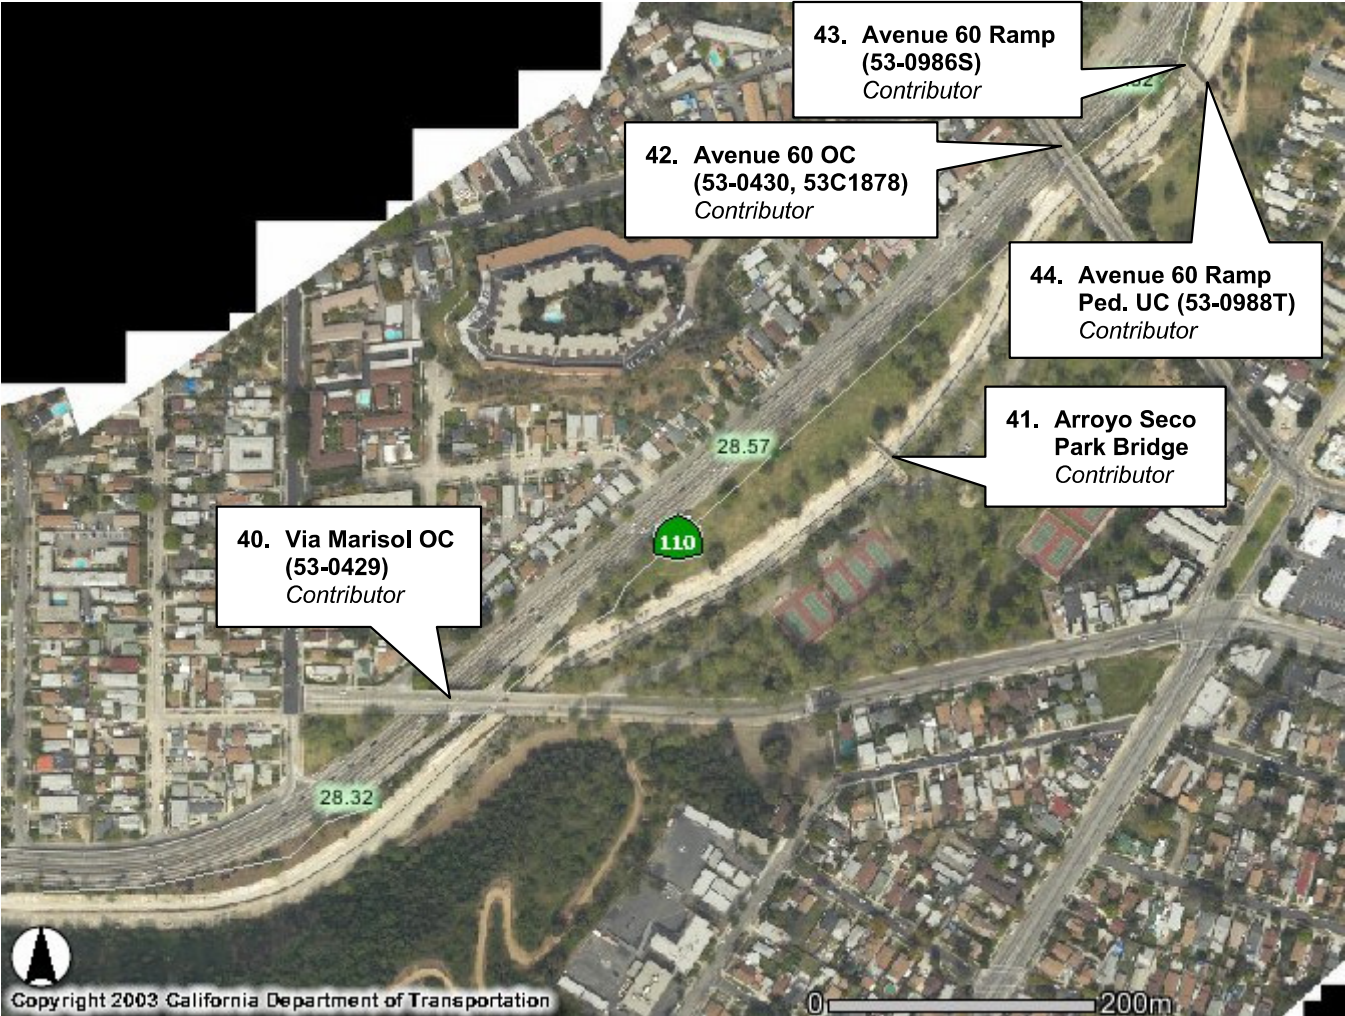 43. Avenue 60 Ramp
(53-0986S)
Contributor
42. Avenue 60 OC
(53-0430, 53C1878)
Contributor
44. Avenue 60 Ramp
Ped. UC (53-0988T)
Contributor
41. Arroyo Seco
Park Bridge
Contributor
28.57
110
40. Via Marisol OC
(53-0429)
Contributor
28.32
Copyright 2003 California Department of Transportation
0 200m